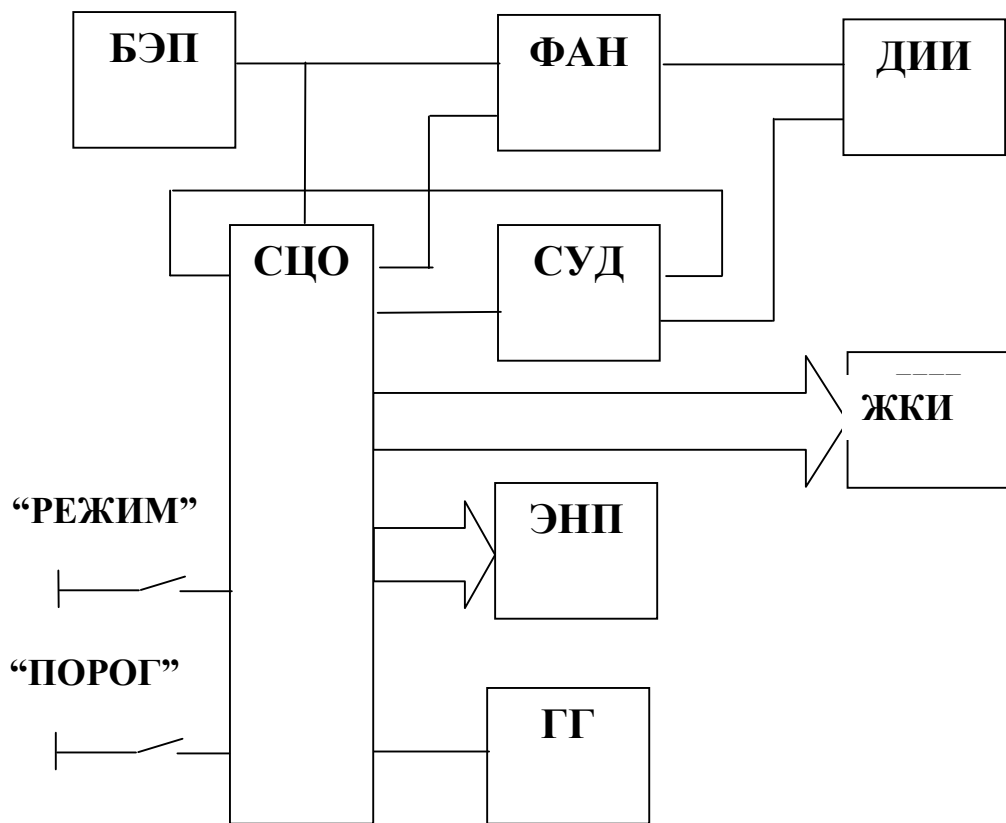 БЭП
ФАН
ДИИ
СЦО
СУД
ЖКИ
“РЕЖИМ”
ЭНП
“ПОРОГ”
ГГ